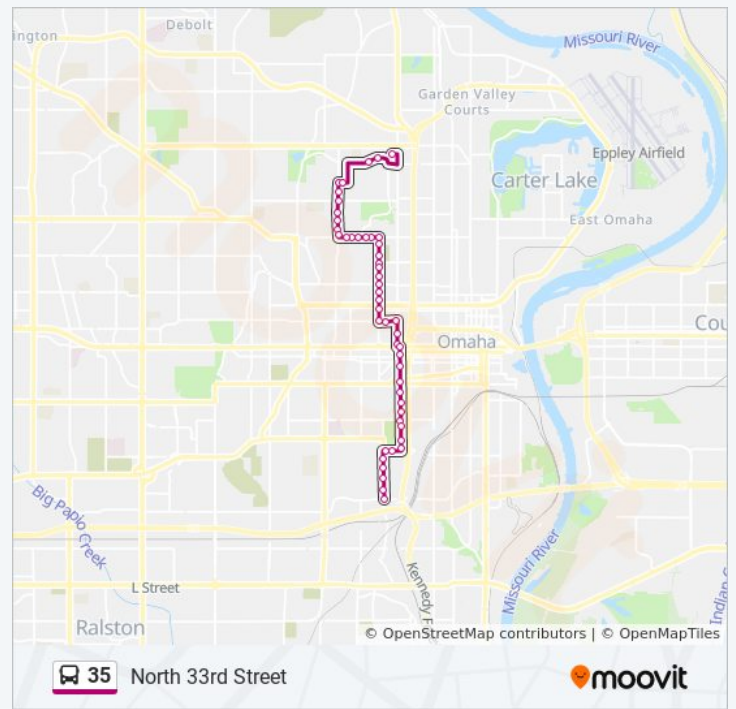 Missouri River
Debolt
ington
Garden Valley
Courts
Eppley Airfield
Carter Lake
East Omaha
Cou
Omaha
Big Papio Creek
Missouri River
Kennedy F
Indian C
L Street
Ralston
© OpenStreetMap contributors | © OpenMapTiles
35 North 33rd Street
moovit